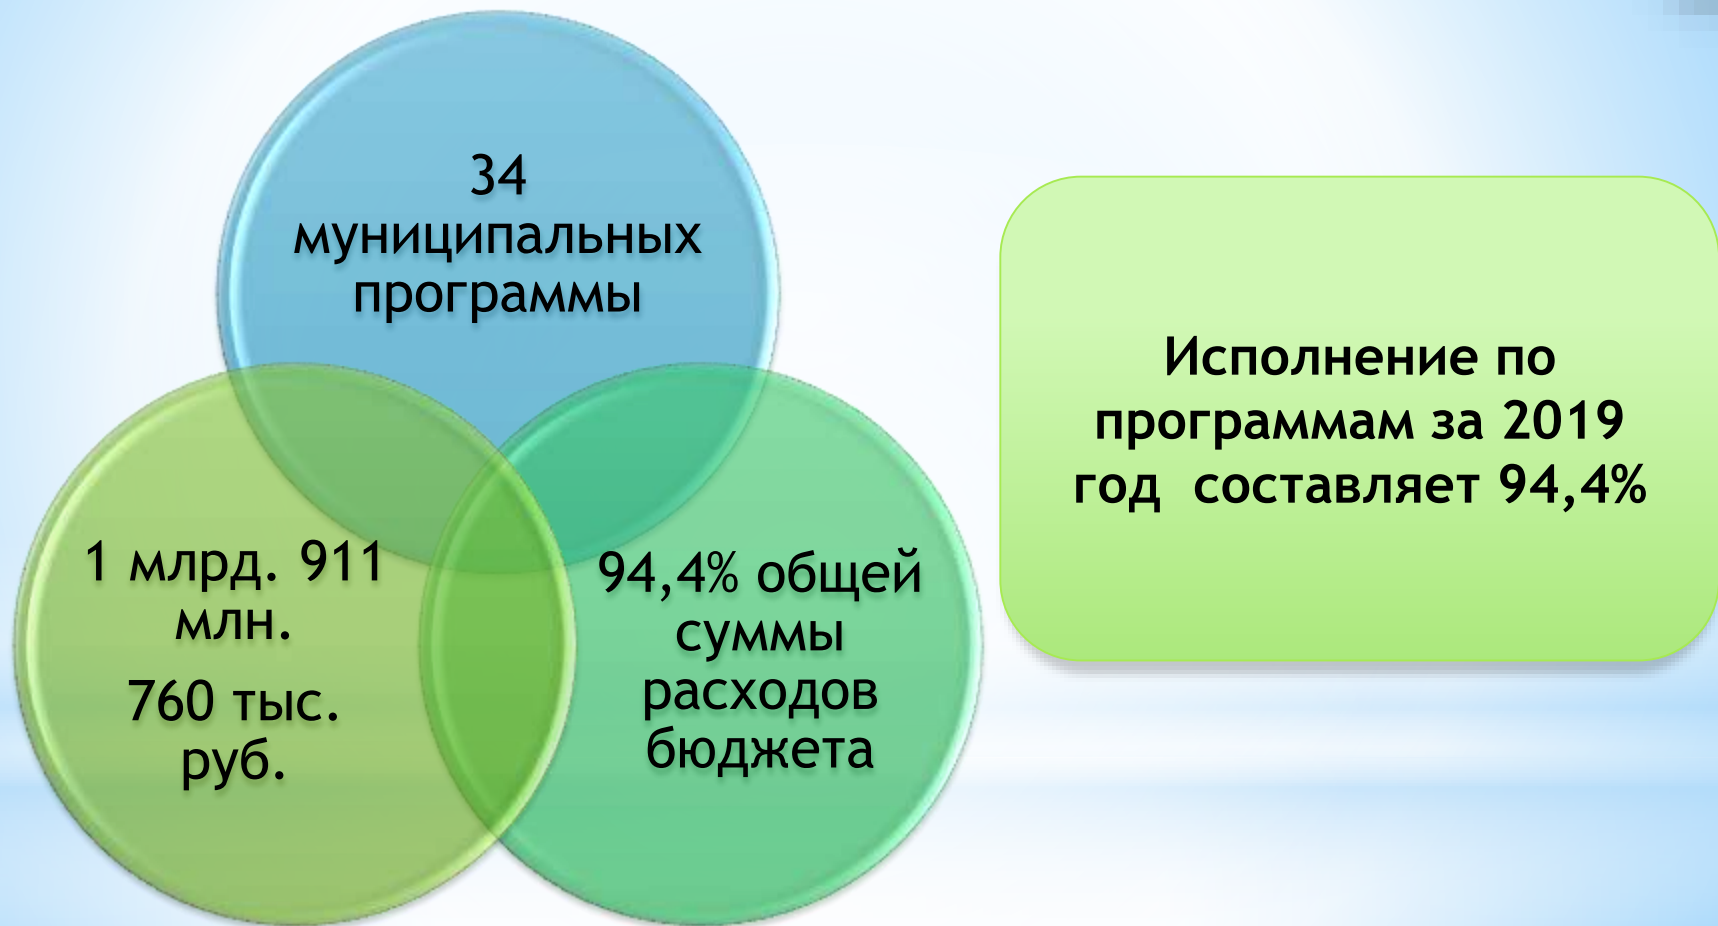 34
муниципальных
программы
1 млрд. 911
млн.
760 тыс.
руб.
94,4% общей
суммы
расходов
бюджета
Исполнение по
программам за 2019
год  составляет 94,4%